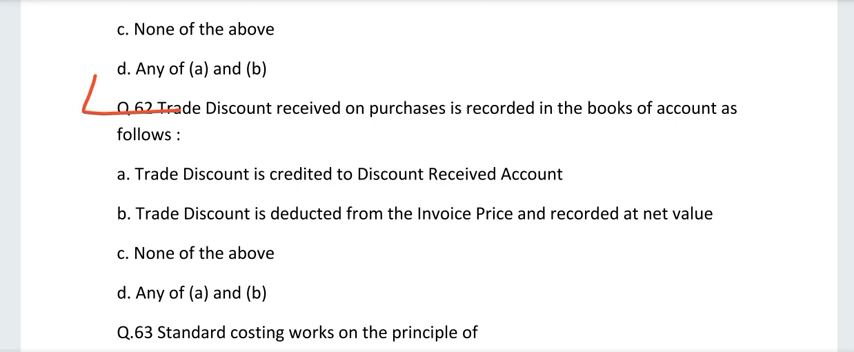 c. None of the above
d. Any of (a) and (b)
Q.62 Trade Discount received on purchases is recorded in the books of account as
follows :
a. Trade Discount is credited to Discount Received Account
b. Trade Discount is deducted from the Invoice Price and recorded at net value
c. None of the above
d. Any of (a) and (b)
Q.63 Standard costing works on the principle of